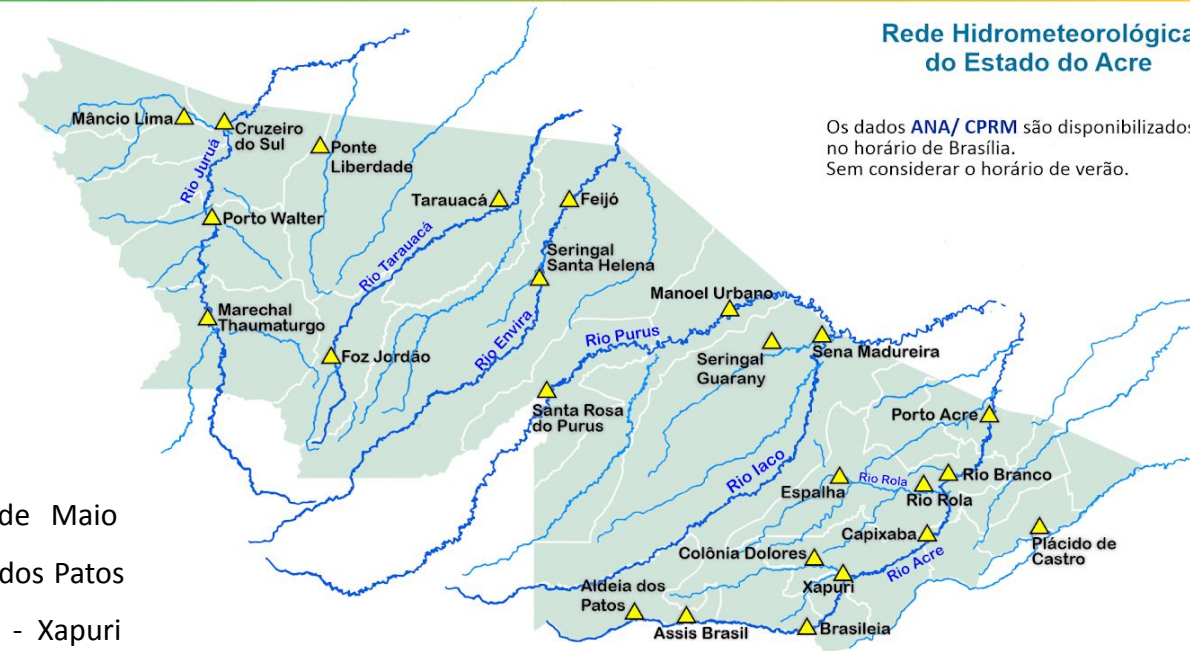 Rede Hidrometeorológica
do Estado do Acre
Os dados ANA/ CPRM são disponibilizados
no horário de Brasília.
Sem considerar o horário de verão.
Mâncio Lima
Cruzeiro
do Sul
Ponte
Liberdade
Rio Juruá
Tarauacá
Feijó
Porto Walter
Rio Tarauacá
Seringal
Santa Helena
Manoel Urbano
Marechal
Thaumaturgo
Rio Envira
Rio Purus
Foz Jordão
Seringal
Guarany
Sena Madureira
Santa Rosa
do Purus
Porto Acre
Rio Iaco
Espalha
Rio Rola
Rio Rola
Rio Branco
de Maio
Capixaba
Plácido de
Castro
Colônia Dolores
Rio Acre
Xapuri
dos Patos
Aldeia dos
Patos
Assis Brasil
Brasileia
- Xapuri